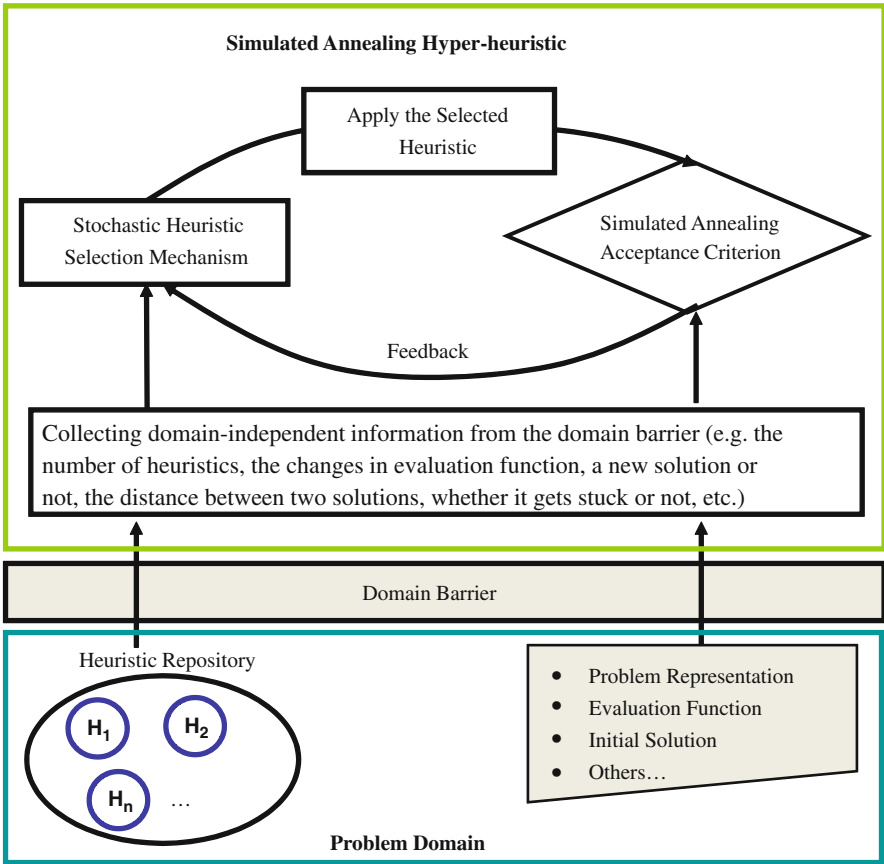 Simulated Annealing Hyper-heuristic
Apply the Selected
Heuristic
Stochastic Heuristic
Selection Mechanism
Simulated Annealing
Acceptance Criterion
Feedback
Collecting domain-independent information from the domain barrier (e.g. the
number of heuristics, the changes in evaluation function, a new solution or
not, the distance between two solutions, whether it gets stuck or not, etc.)
Domain Barrier
Heuristic Repository
H1
H2
Hn
...
• Problem Representation
• Evaluation Function
• Initial Solution
• Others…
Problem Domain